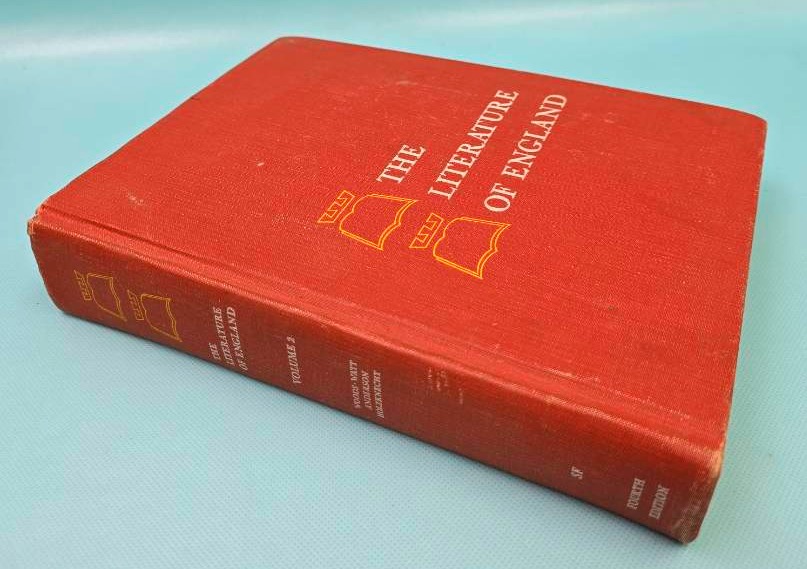 THE
LITERATURE
OF ENGLAND
THE
LITERATURE
OF ENGLAND
VOLUME 2
WOODS-WATT
ANDERSON
HOLZKNECHT
SF
FOURTH
EDITION